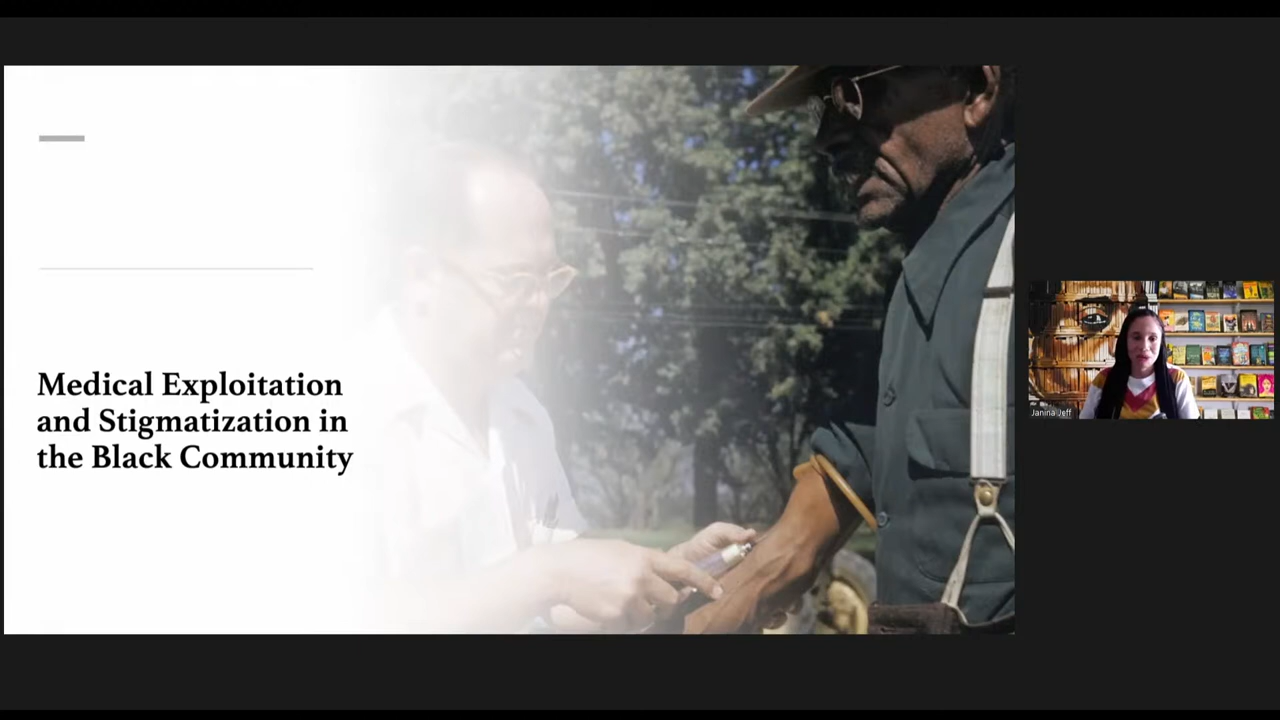 Medical Exploitation
and Stigmatization in
the Black Community
Janina Jeff